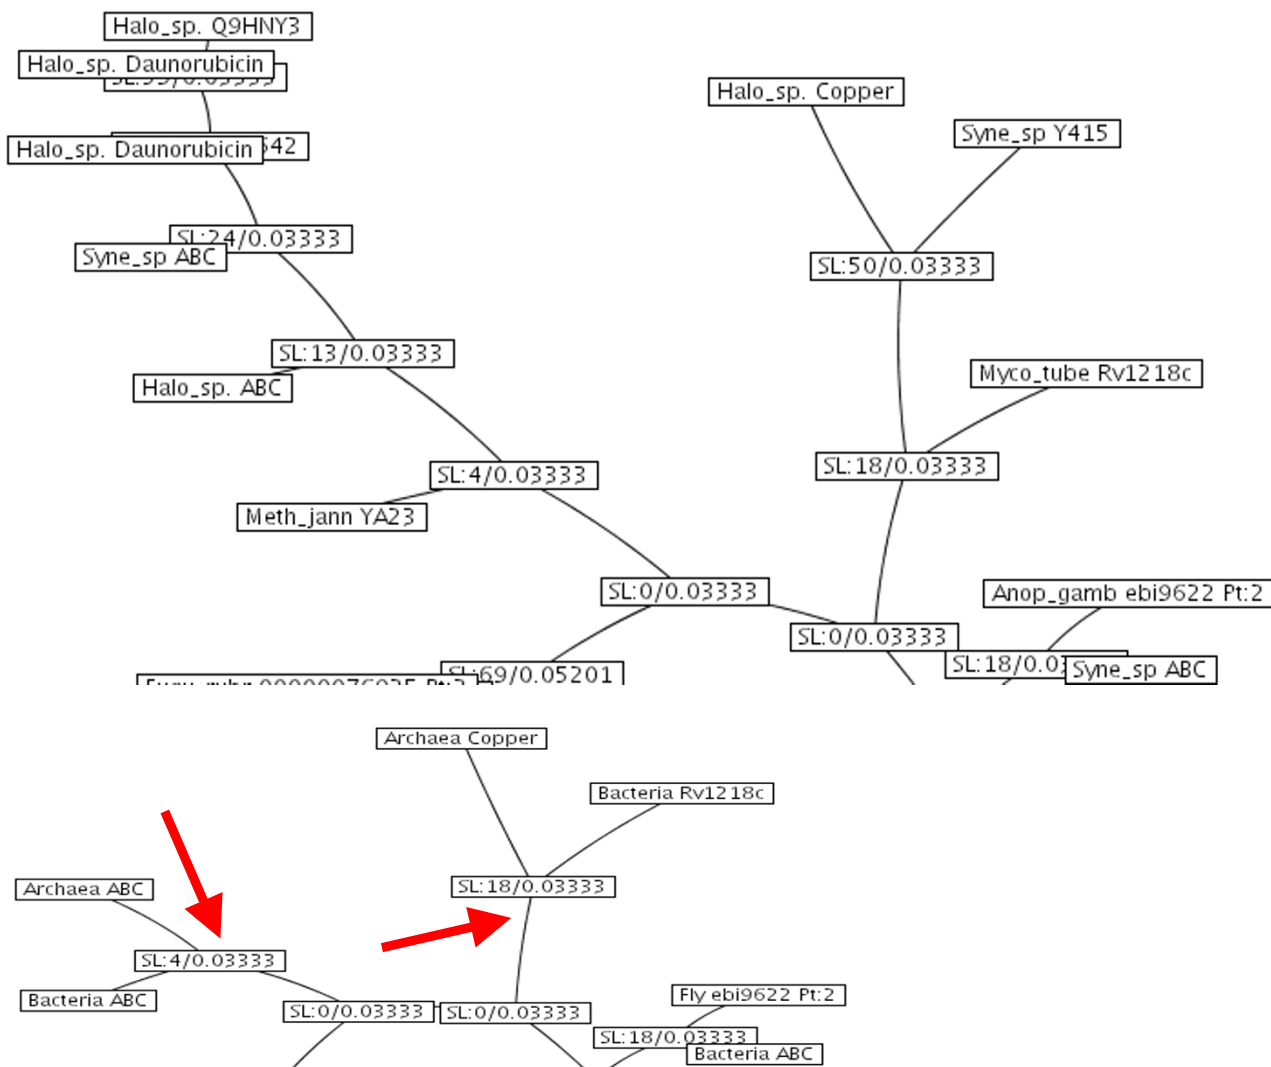 Halo_sp. Q9HNY3
Halo_sp. Daunorubicin
Halo_sp. Daunorubicin
SL:24/0.03333
Syne_sp ABC
SL:13/0.03333
Halo_sp. ABC
SL:4/0.03333
Meth_jann YA23
SL:0/0.03333
Halo_sp. Copper
Syne_sp Y415
SL:50/0.03333
Myco_tube Rv1218c
SL:18/0.03333
Anop_gamb ebi9622 Pt:2
SL:0/0.03333
SL:18/0.03
Syne_sp ABC
SL:69/0.05201
Archaea Copper
Bacteria Rv1218c
SL:18/0.03333
Archaea ABC
SL:4/0.03333
Bacteria ABC
SL:0/0.03333
SL:0/0.03333
Fly ebi9622 Pt:2
SL:18/0.03333
Bacteria ABC